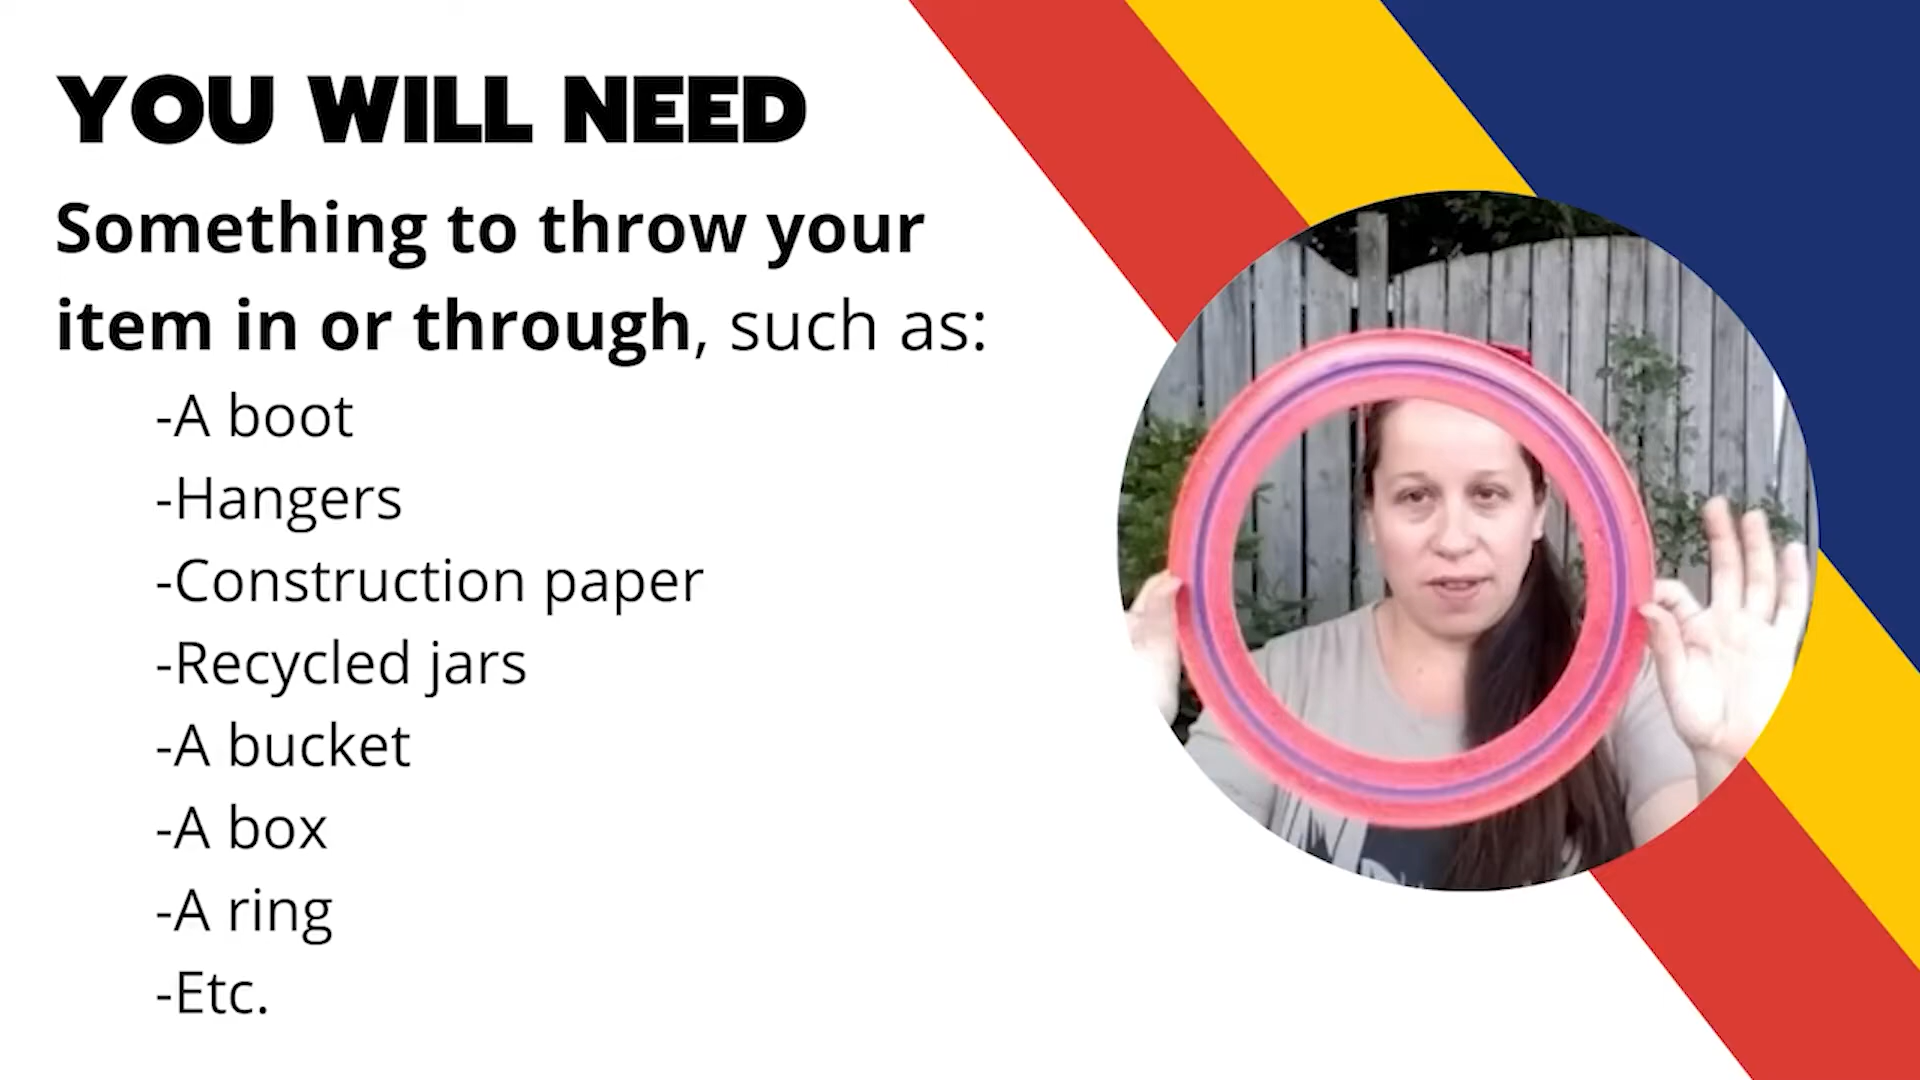 YOU WILL NEED
Something to throw your
item in or through, such as:
-A boot
-Hangers
-Construction paper
-Recycled jars
-A bucket
-A box
-A ring
-Etc.